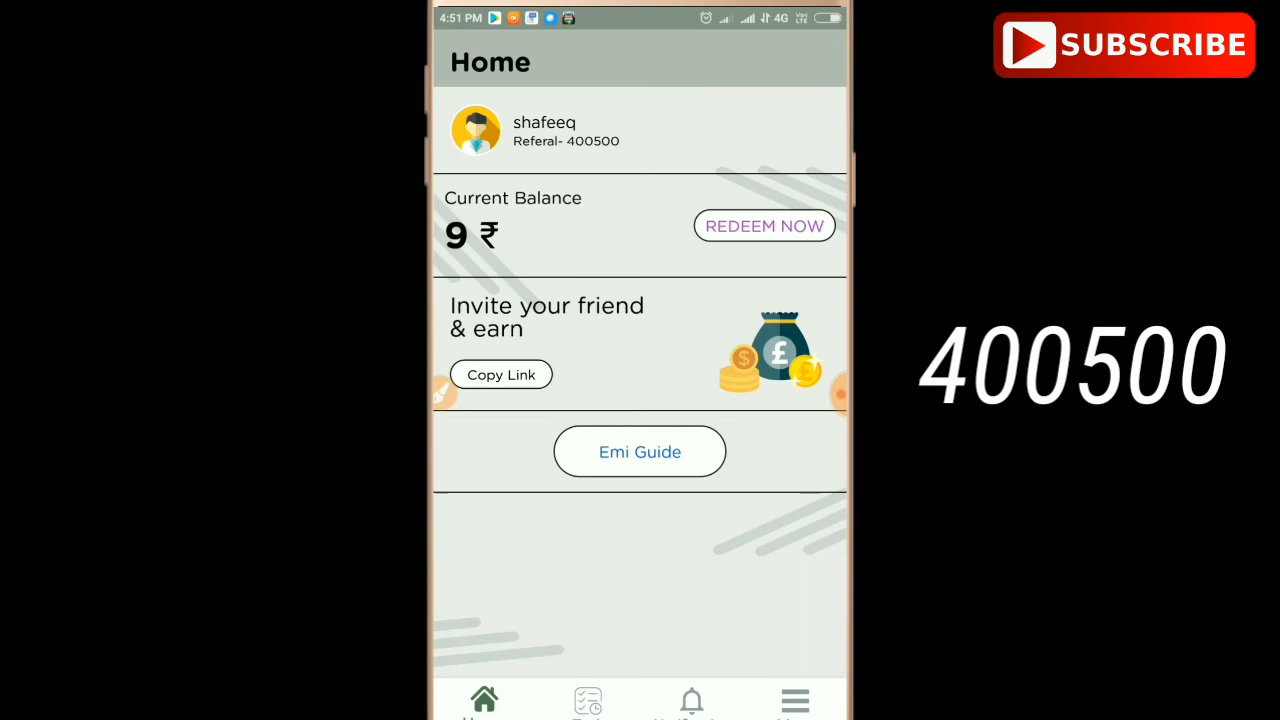 4:51 PM
4G
VoLTE
SUBSCRIBE
Home
shafeeq
Referal- 400500
Current Balance
9 ₹
REDEEM NOW
Invite your friend
& earn
Copy Link
Emi Guide
400500